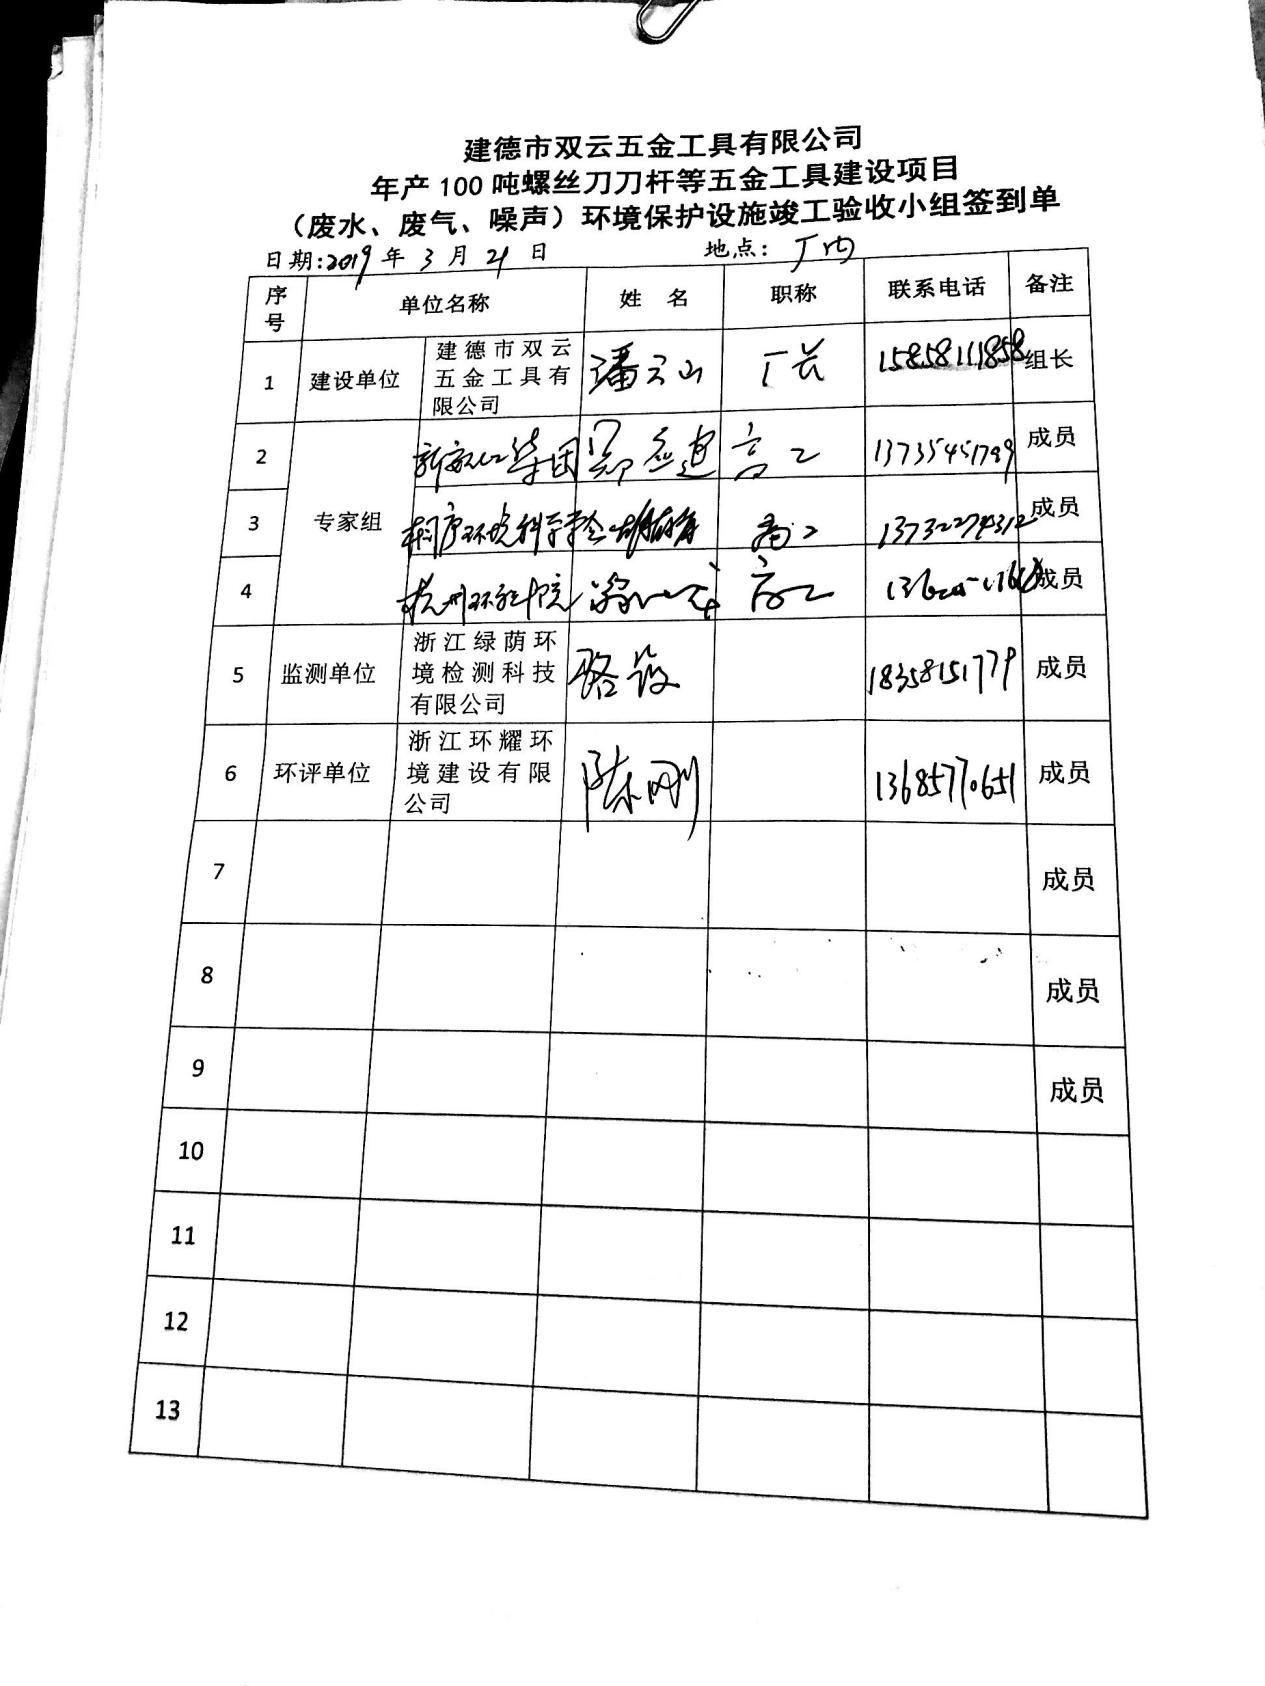 建德市双云五金工具有限公司
年产100吨螺丝刀刀杆等五金工具建设项目
（废水、废气、噪声）环境保护设施竣工验收小组签到单
日期:2019年3月21日 地点:厂内
序号 单位名称 姓 名 职称 联系电话 备注
1 建设单位 建德市双云五金工具有限公司 潘云山 厂长 15858111858 组长
2 专家组 新安化工集团 郑 高工 13735451789 成员
3 桐庐环境科学学会 高工 13732274312 成员
4 杭州环科院 高工 成员
5 监测单位 浙江绿荫环境检测科技有限公司 骆 18358151779 成员
6 环评单位 浙江环耀环境建设有限公司 陈刚 13685770651 成员
7 成员
8 成员
9 成员
10
11
12
13